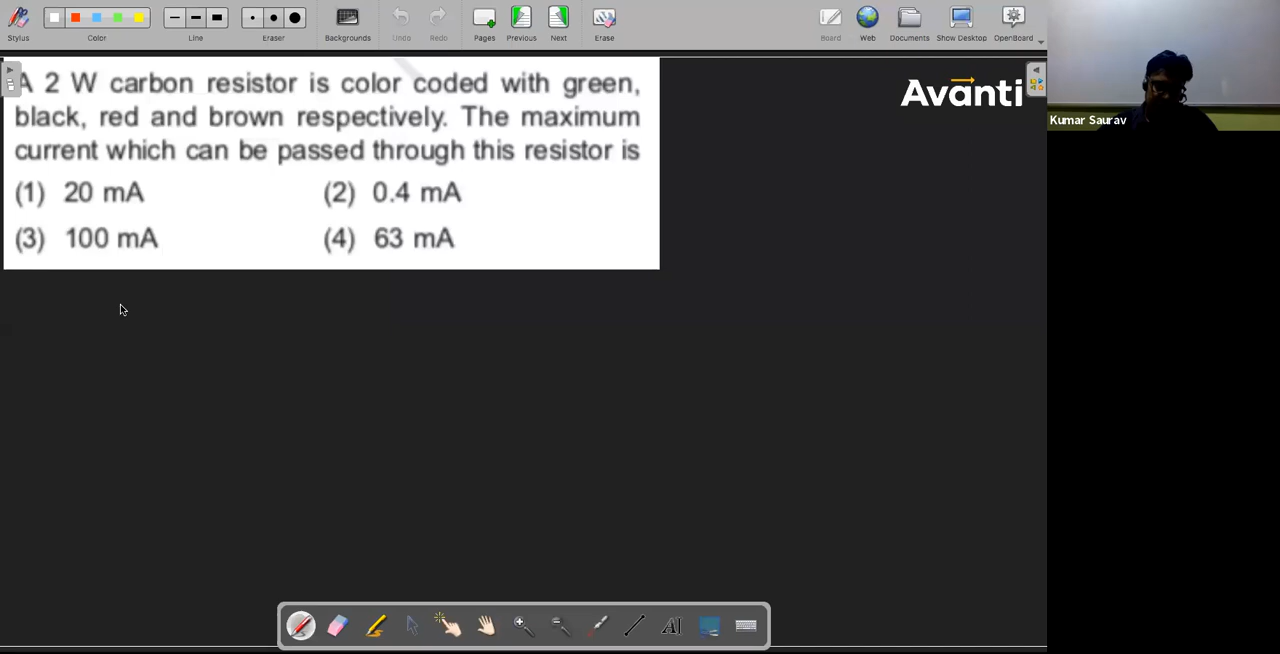 Stylus Color Line Eraser Backgrounds Undo Redo Pages Previous Next Erase Board Web Documents Show Desktop OpenBoard
A 2 W carbon resistor is color coded with green,
black, red and brown respectively. The maximum
current which can be passed through this resistor is
(1) 20 mA (2) 0.4 mA
(3) 100 mA (4) 63 mA
Avanti
Kumar Saurav
AI